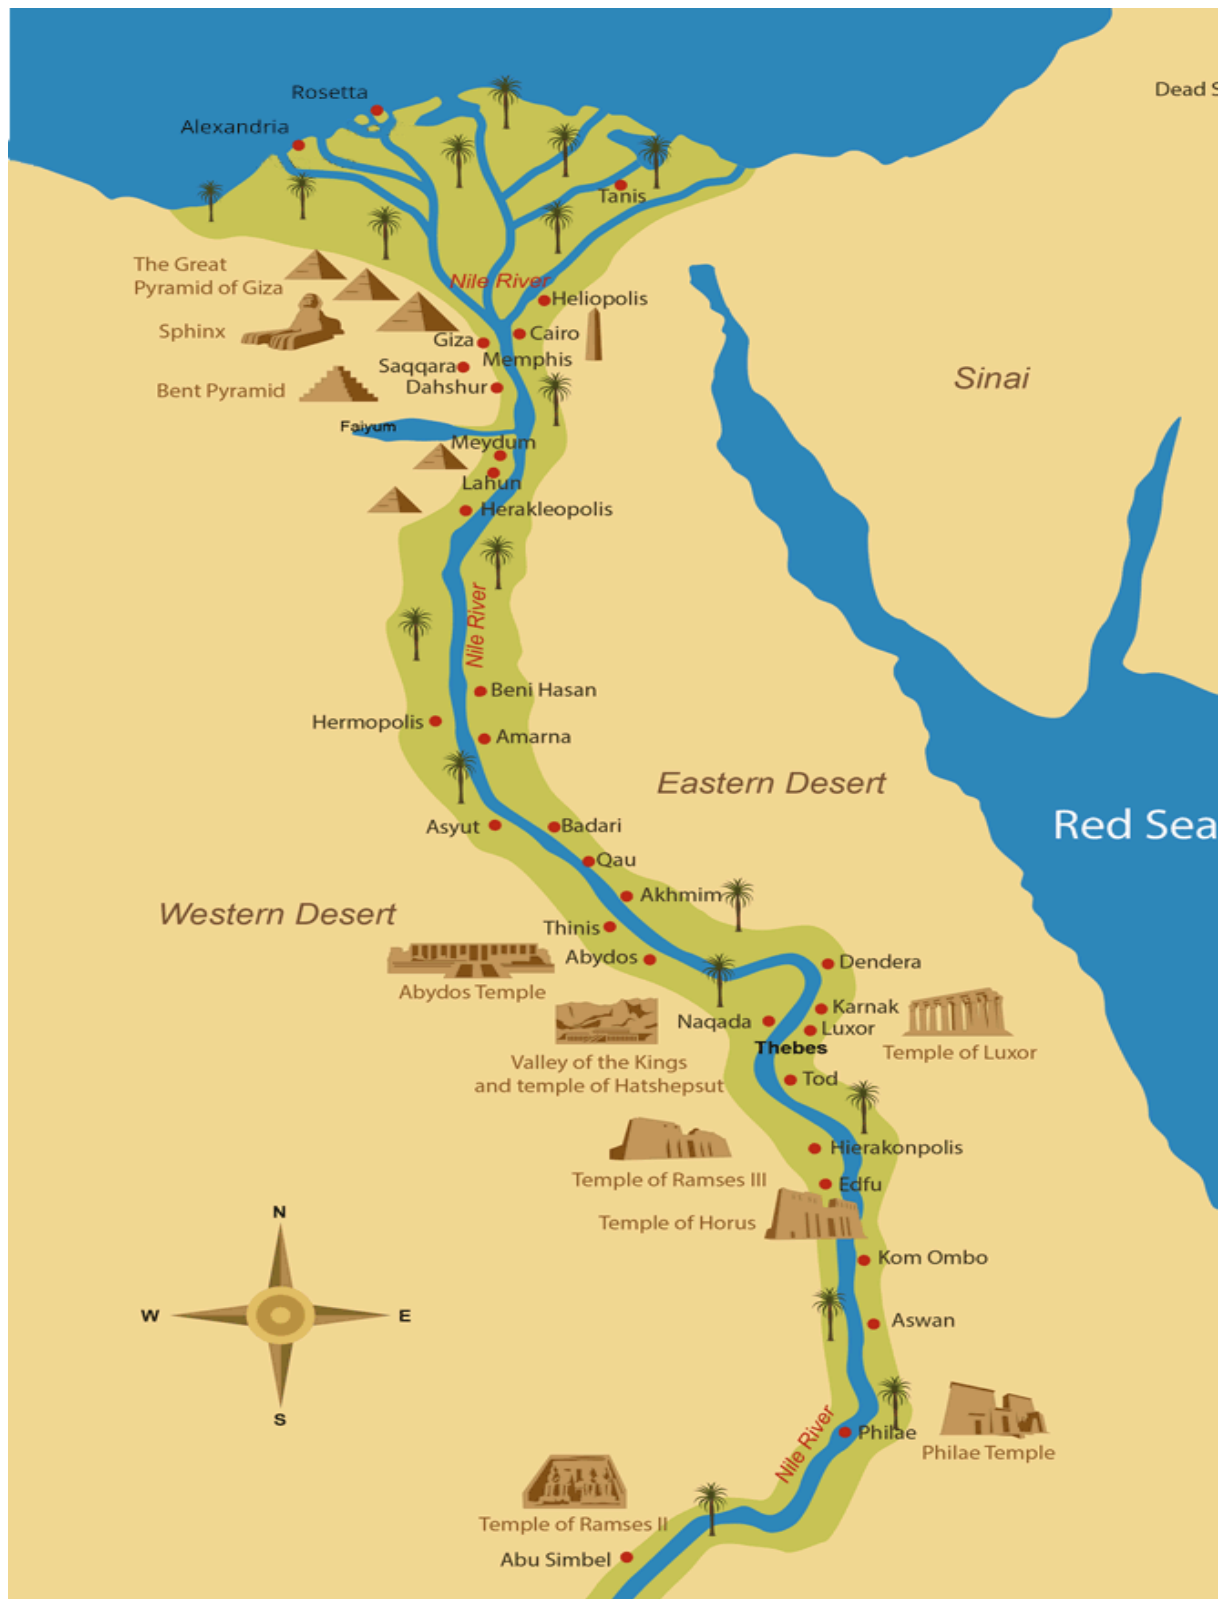 Dead S
Rosetta
Alexandria
Tanis
The Great
Pyramid of Giza
Nile River
Heliopolis
Sphinx
Giza
Cairo
Memphis
Saqqara
Dahshur
Sinai
Bent Pyramid
Faiyum
Meydum
Lahun
Herakleopolis
Nile River
Beni Hasan
Hermopolis
Amarna
Eastern Desert
Asyut
Badari
Red Sea
Qau
Akhmim
Western Desert
Thinis
Abydos
Dendera
Abydos Temple
Karnak
Naqada
Luxor
Thebes
Temple of Luxor
Valley of the Kings
and temple of Hatshepsut
Tod
Hierakonpolis
Temple of Ramses III
Edfu
Temple of Horus
N
Kom Ombo
W
E
Aswan
S
Nile River
Philae
Philae Temple
Temple of Ramses II
Abu Simbel